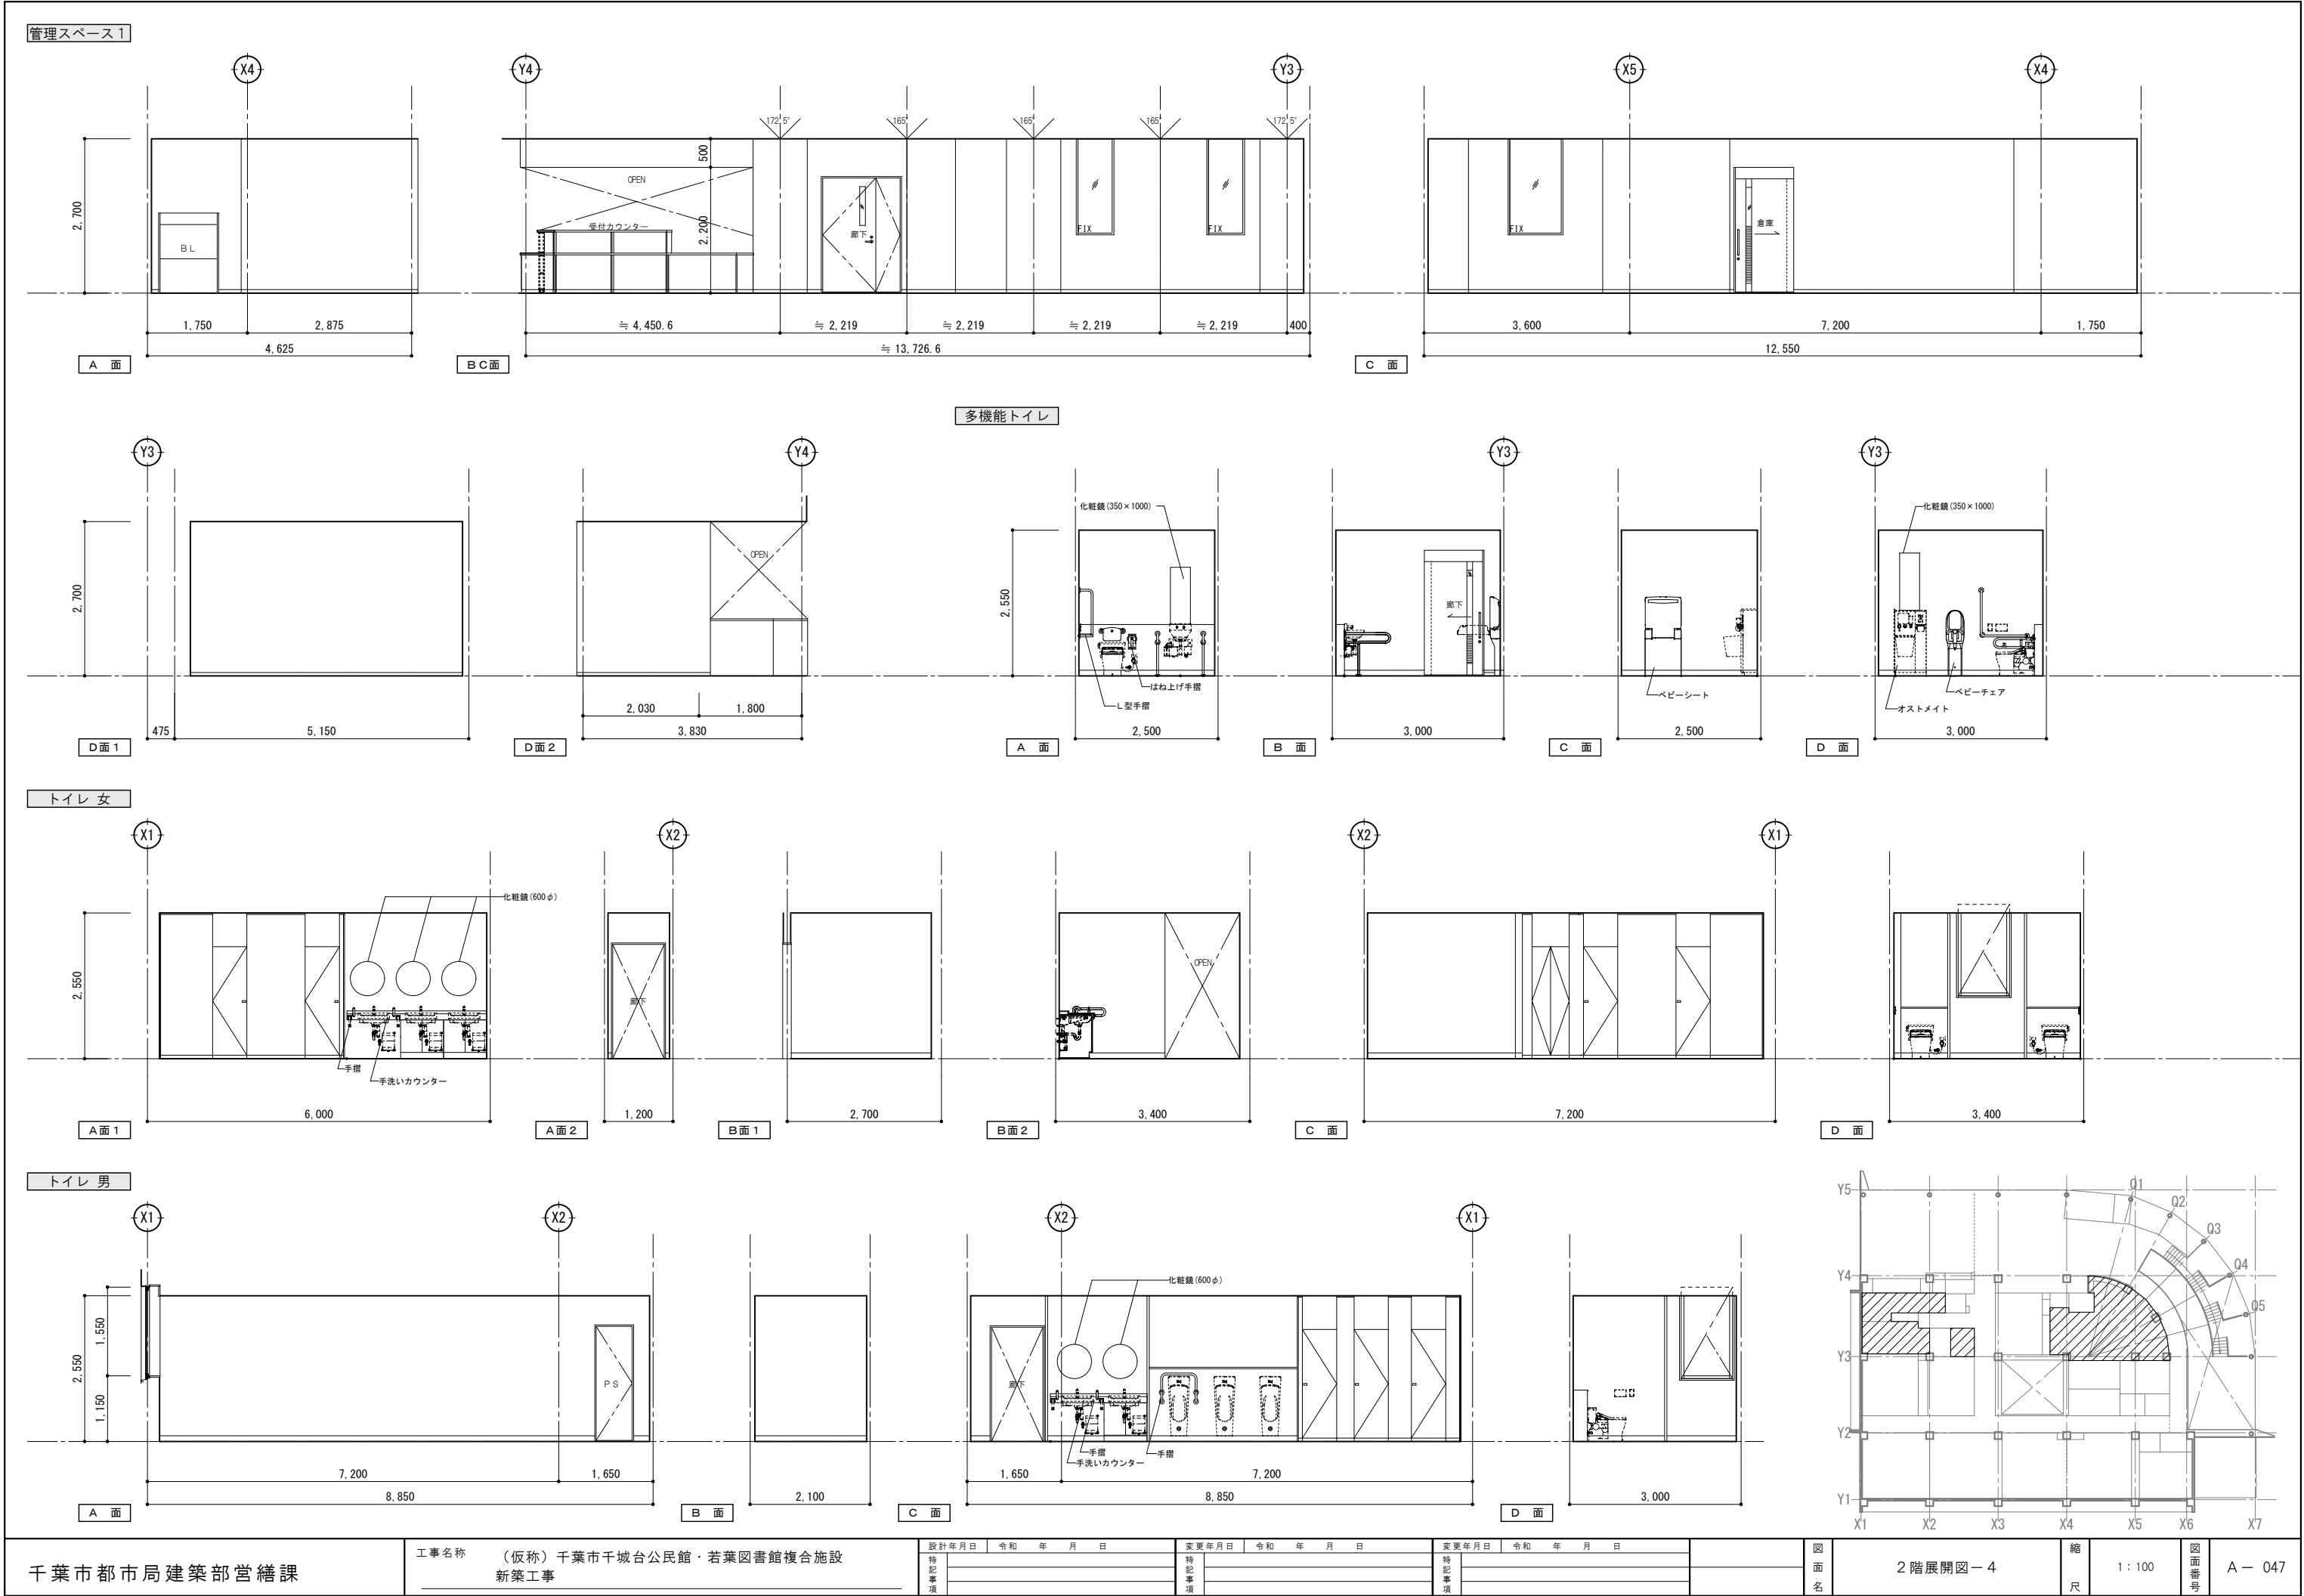 管理スペース1
X4
Y4
Y3
X5
X4
172.5°
165°
165°
165°
172.5°
2,700
BL
500
OPEN
2,200
受付カウンター
廊下
FIX
FIX
FIX
倉庫
1,750
2,875
4,625
≒ 4,450.6
≒ 2,219
≒ 2,219
≒ 2,219
≒ 2,219
400
≒ 13,726.6
3,600
7,200
1,750
12,550
A 面
BC面
C 面
多機能トイレ
Y3
Y4
Y3
Y3
2,700
OPEN
475
5,150
2,030
1,800
3,830
D面1
D面2
化粧鏡(350×1000)
2,550
はね上げ手摺
L型手摺
2,500
廊下
3,000
ベビーシート
2,500
化粧鏡(350×1000)
ベビーチェア
オストメイト
3,000
A 面
B 面
C 面
D 面
トイレ 女
X1
X2
X2
X1
化粧鏡(600φ)
2,550
廊下
OPEN
手摺
手洗いカウンター
6,000
1,200
2,700
3,400
7,200
3,400
A面1
A面2
B面1
B面2
C 面
D 面
トイレ 男
X1
X2
X2
X1
2,550
1,550
1,150
PS
化粧鏡(600φ)
廊下
手摺
手洗いカウンター
手摺
7,200
1,650
8,850
2,100
1,650
7,200
8,850
3,000
A 面
B 面
C 面
D 面
Y5
Y4
Y3
Y2
Y1
Q1
Q2
Q3
Q4
Q5
X1
X2
X3
X4
X5
X6
X7
千葉市都市局建築部営繕課
工事名称
（仮称）千葉市千城台公民館・若葉図書館複合施設
新築工事
設計年月日 令和 年 月 日
特記事項
変更年月日 令和 年 月 日
特記事項
変更年月日 令和 年 月 日
特記事項
図面名
2階展開図－4
縮尺
1：100
図面番号
A－ 047